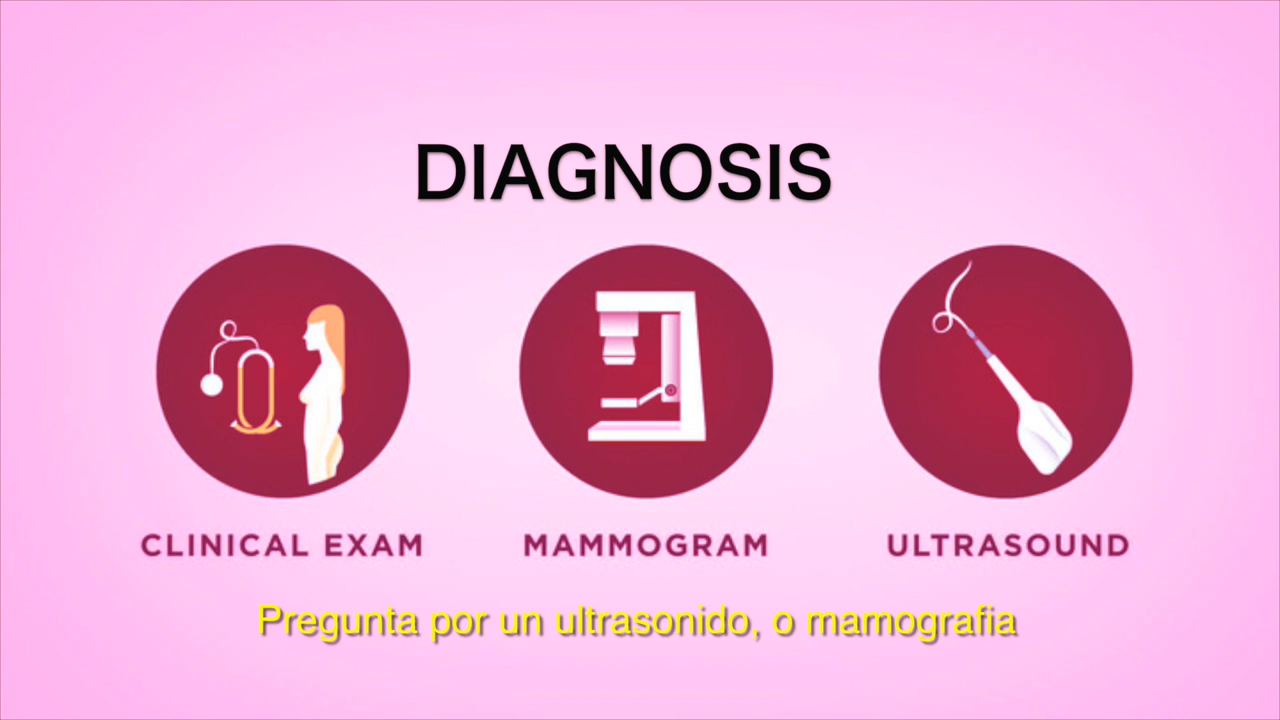 DIAGNOSIS
CLINICAL EXAM
MAMMOGRAM
ULTRASOUND
Pregunta por un ultrasonido, o mamografia